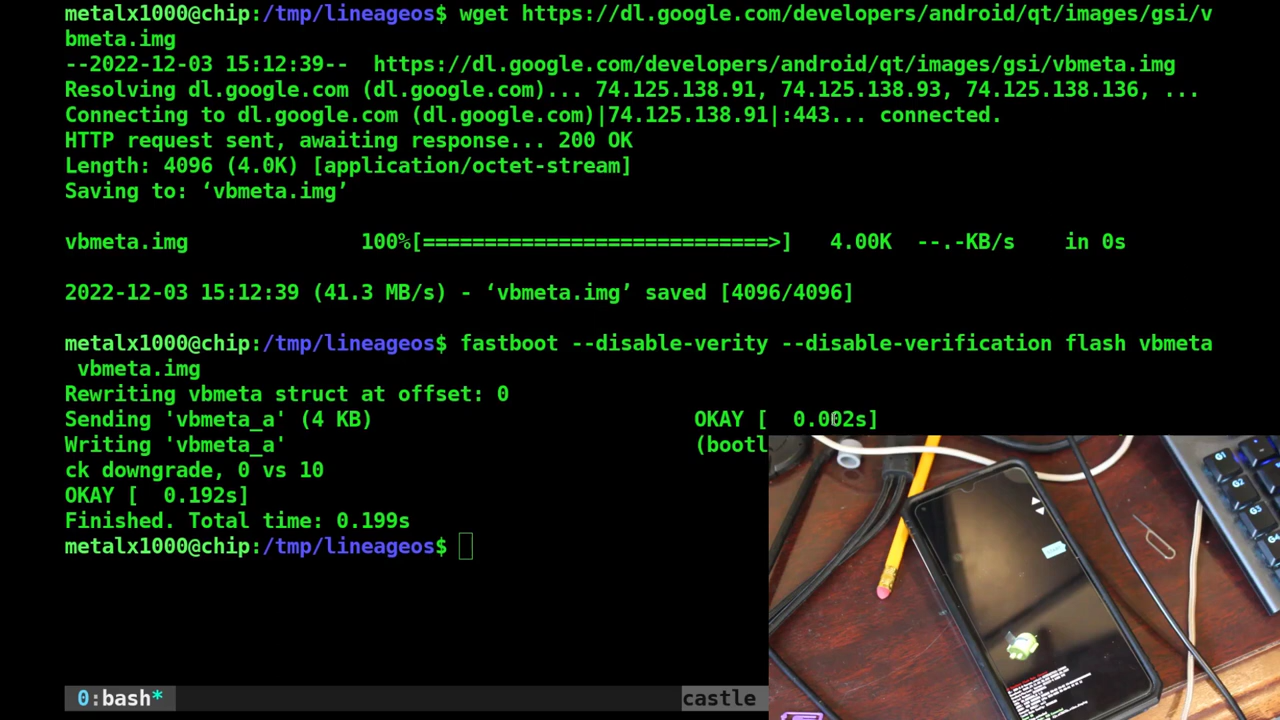 metalx1000@chip:/tmp/lineageos$ wget https://dl.google.com/developers/android/qt/images/gsi/v
bmeta.img
--2022-12-03 15:12:39--  https://dl.google.com/developers/android/qt/images/gsi/vbmeta.img
Resolving dl.google.com (dl.google.com)... 74.125.138.91, 74.125.138.93, 74.125.138.136, ...
Connecting to dl.google.com (dl.google.com)|74.125.138.91|:443... connected.
HTTP request sent, awaiting response... 200 OK
Length: 4096 (4.0K) [application/octet-stream]
Saving to: ‘vbmeta.img’
vbmeta.img 100%[============================>] 4.00K --.-KB/s in 0s
2022-12-03 15:12:39 (41.3 MB/s) - ‘vbmeta.img’ saved [4096/4096]
metalx1000@chip:/tmp/lineageos$ fastboot --disable-verity --disable-verification flash vbmeta
vbmeta.img
Rewriting vbmeta struct at offset: 0
Sending 'vbmeta_a' (4 KB) OKAY [  0.002s]
Writing 'vbmeta_a' (bootl
ck downgrade, 0 vs 10
OKAY [  0.192s]
Finished. Total time: 0.199s
metalx1000@chip:/tmp/lineageos$
0:bash* castle
G1
G2
G3
G4